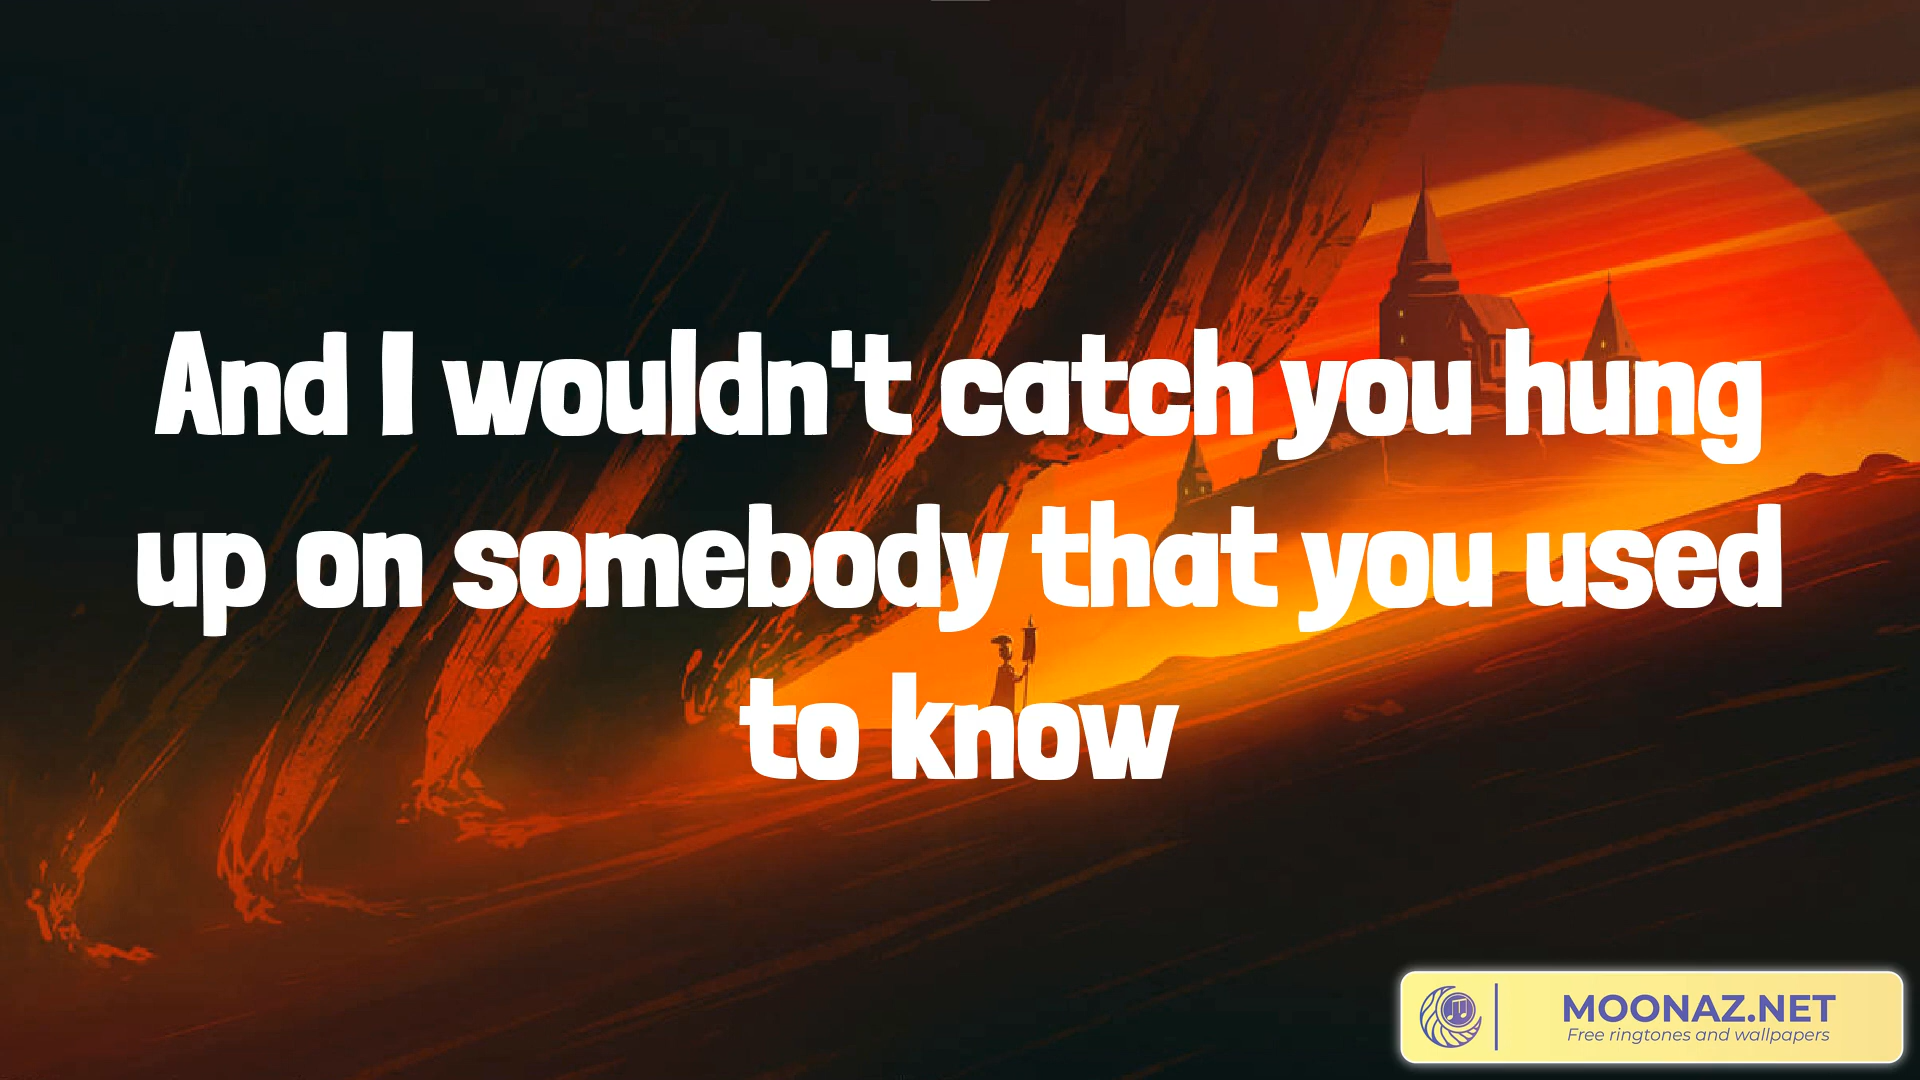 And I wouldn't catch you hung
up on somebody that you used
to know
MOONAZ.NET
Free ringtones and wallpapers